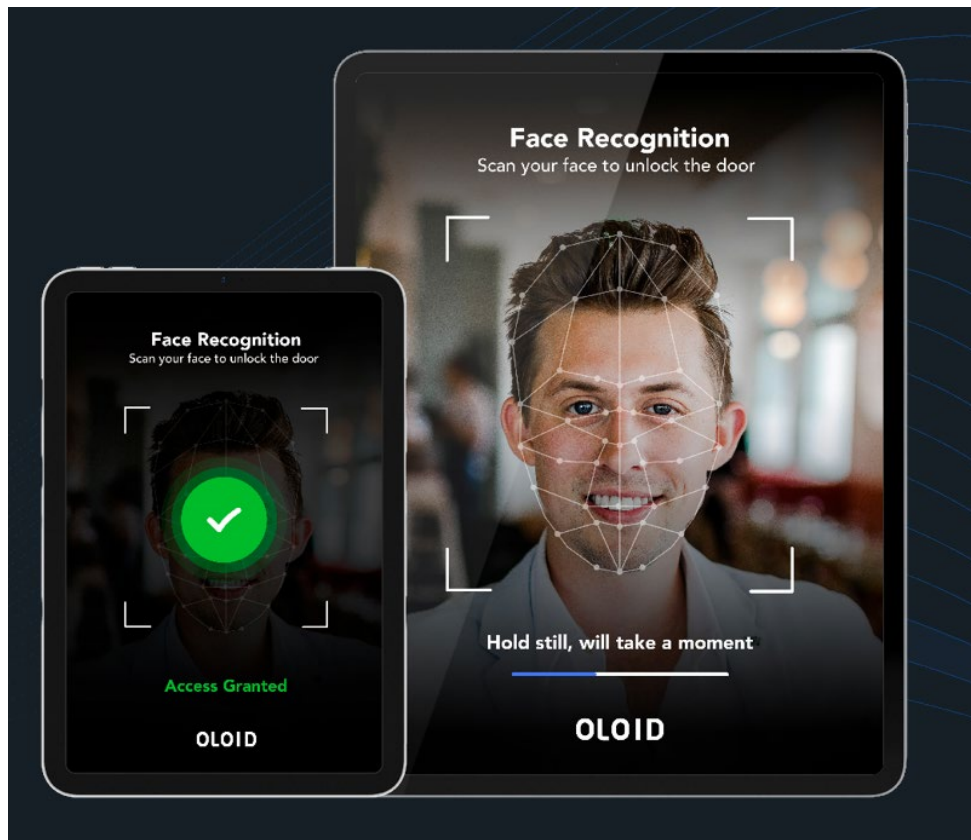 Face Recognition
Scan your face to unlock the door
Hold still, will take a moment
OLOID
Face Recognition
Scan your face to unlock the door
Access Granted
OLOID